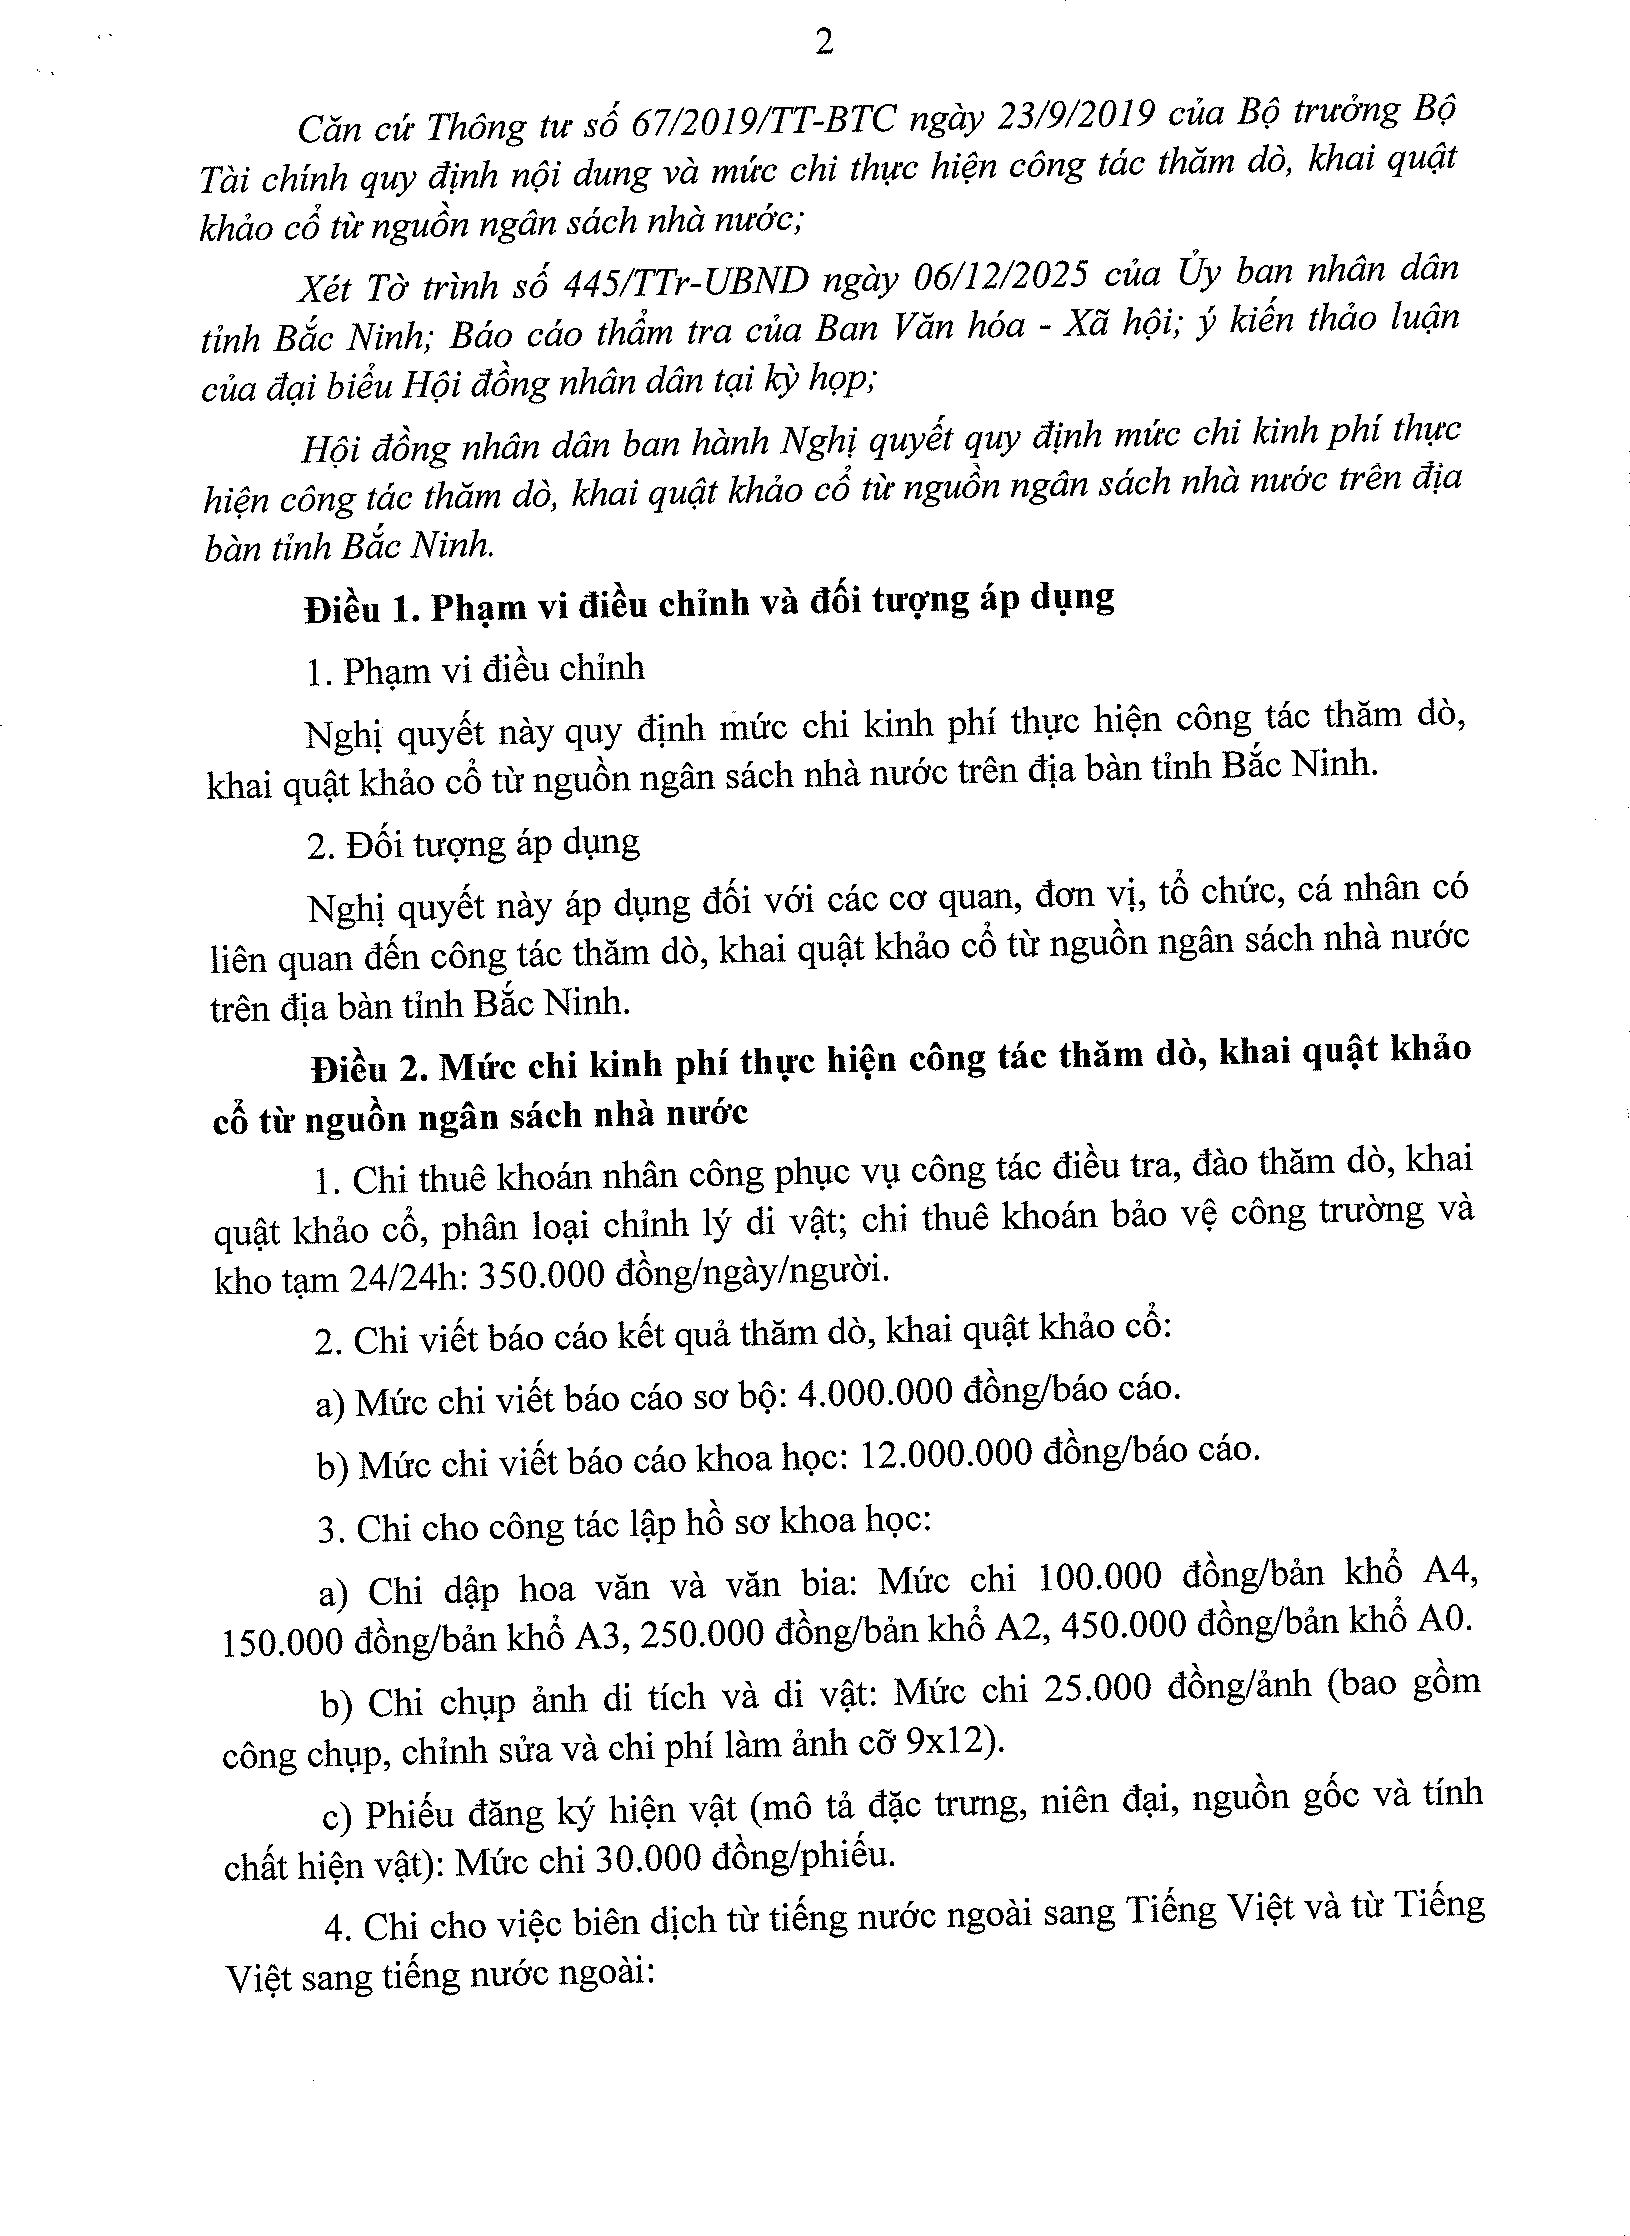 2
Căn cứ Thông tư số 67/2019/TT-BTC ngày 23/9/2019 của Bộ trưởng Bộ
Tài chính quy định nội dung và mức chi thực hiện công tác thăm dò, khai quật
khảo cổ từ nguồn ngân sách nhà nước;
Xét Tờ trình số 445/TTr-UBND ngày 06/12/2025 của Ủy ban nhân dân
tỉnh Bắc Ninh; Báo cáo thẩm tra của Ban Văn hóa - Xã hội; ý kiến thảo luận
của đại biểu Hội đồng nhân dân tại kỳ họp;
Hội đồng nhân dân ban hành Nghị quyết quy định mức chi kinh phí thực
hiện công tác thăm dò, khai quật khảo cổ từ nguồn ngân sách nhà nước trên địa
bàn tỉnh Bắc Ninh.
Điều 1. Phạm vi điều chỉnh và đối tượng áp dụng
1. Phạm vi điều chỉnh
Nghị quyết này quy định mức chi kinh phí thực hiện công tác thăm dò,
khai quật khảo cổ từ nguồn ngân sách nhà nước trên địa bàn tỉnh Bắc Ninh.
2. Đối tượng áp dụng
Nghị quyết này áp dụng đối với các cơ quan, đơn vị, tổ chức, cá nhân có
liên quan đến công tác thăm dò, khai quật khảo cổ từ nguồn ngân sách nhà nước
trên địa bàn tỉnh Bắc Ninh.
Điều 2. Mức chi kinh phí thực hiện công tác thăm dò, khai quật khảo
cổ từ nguồn ngân sách nhà nước
1. Chi thuê khoán nhân công phục vụ công tác điều tra, đào thăm dò, khai
quật khảo cổ, phân loại chỉnh lý di vật; chi thuê khoán bảo vệ công trường và
kho tạm 24/24h: 350.000 đồng/ngày/người.
2. Chi viết báo cáo kết quả thăm dò, khai quật khảo cổ:
a) Mức chi viết báo cáo sơ bộ: 4.000.000 đồng/báo cáo.
b) Mức chi viết báo cáo khoa học: 12.000.000 đồng/báo cáo.
3. Chi cho công tác lập hồ sơ khoa học:
a) Chi dập hoa văn và văn bia: Mức chi 100.000 đồng/bản khổ A4,
150.000 đồng/bản khổ A3, 250.000 đồng/bản khổ A2, 450.000 đồng/bản khổ A0.
b) Chi chụp ảnh di tích và di vật: Mức chi 25.000 đồng/ảnh (bao gồm
công chụp, chỉnh sửa và chi phí làm ảnh cỡ 9x12).
c) Phiếu đăng ký hiện vật (mô tả đặc trưng, niên đại, nguồn gốc và tính
chất hiện vật): Mức chi 30.000 đồng/phiếu.
4. Chi cho việc biên dịch từ tiếng nước ngoài sang Tiếng Việt và từ Tiếng
Việt sang tiếng nước ngoài: